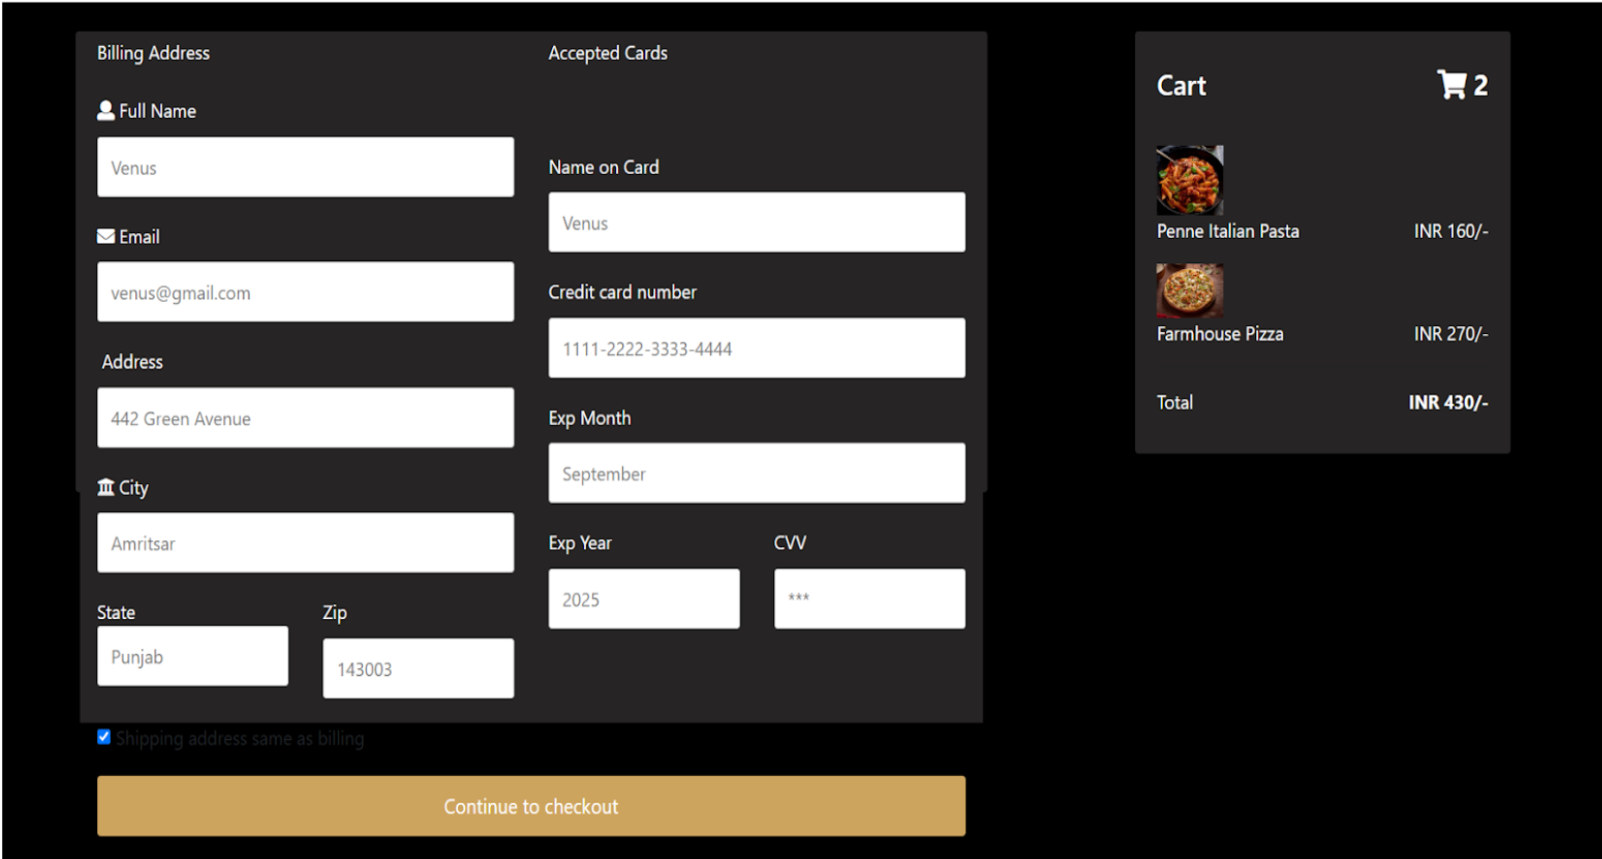 Billing Address
Full Name
Venus
Email
venus@gmail.com
Address
442 Green Avenue
City
Amritsar
State
Zip
Punjab
143003
Accepted Cards
Name on Card
Venus
Credit card number
1111-2222-3333-4444
Exp Month
September
Exp Year
CVV
2025
***
Shipping address same as billing
Continue to checkout
Cart
2
Penne Italian Pasta INR 160/-
Farmhouse Pizza INR 270/-
Total INR 430/-